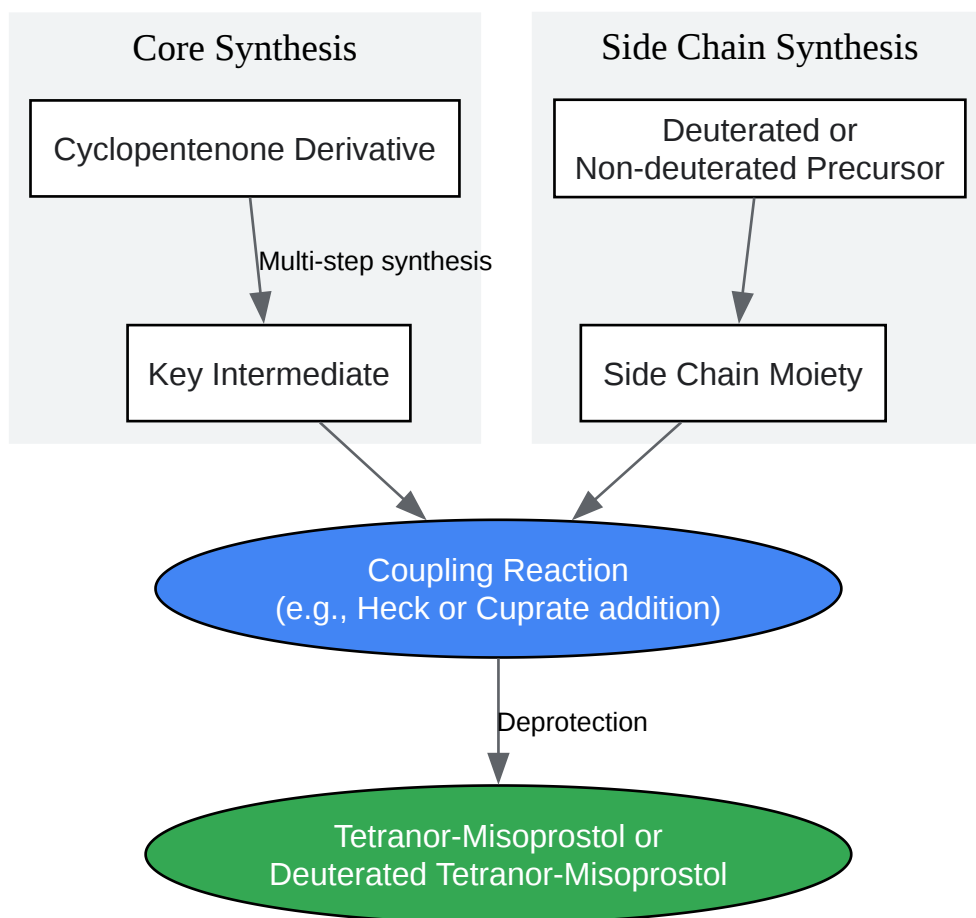 Core Synthesis
Cyclopentenone Derivative
Multi-step synthesis
Key Intermediate
Side Chain Synthesis
Deuterated or
Non-deuterated Precursor
Side Chain Moiety
Coupling Reaction
(e.g., Heck or Cuprate addition)
Deprotection
Tetranor-Misoprostol or
Deuterated Tetranor-Misoprostol